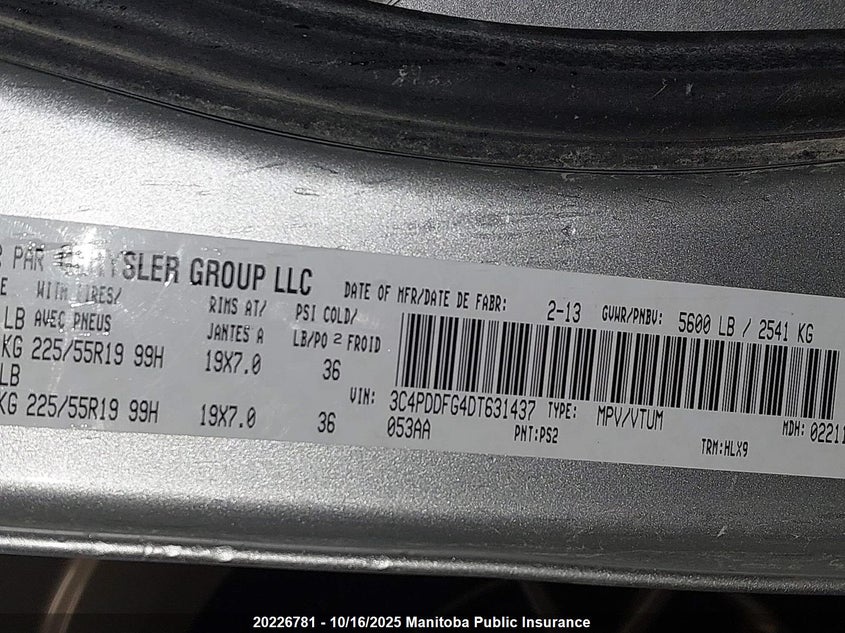 PAR CHRYSLER GROUP LLC
DATE OF MFR/DATE DE FABR: 2-13 GVWR/PNBV: 5600 LB / 2541 KG
WITH TIRES/ RIMS AT/ PSI COLD/
LB AVEC PNEUS JANTES A LB/PO 2 FROID
KG 225/55R19 99H 19X7.0 36
LB
KG 225/55R19 99H 19X7.0 36
VIN: 3C4PDDFG4DT631437 TYPE: MPV/VTUM MDH: 02211
053AA PNT:PS2 TRM:HLX9
20226781 - 10/16/2025 Manitoba Public Insurance